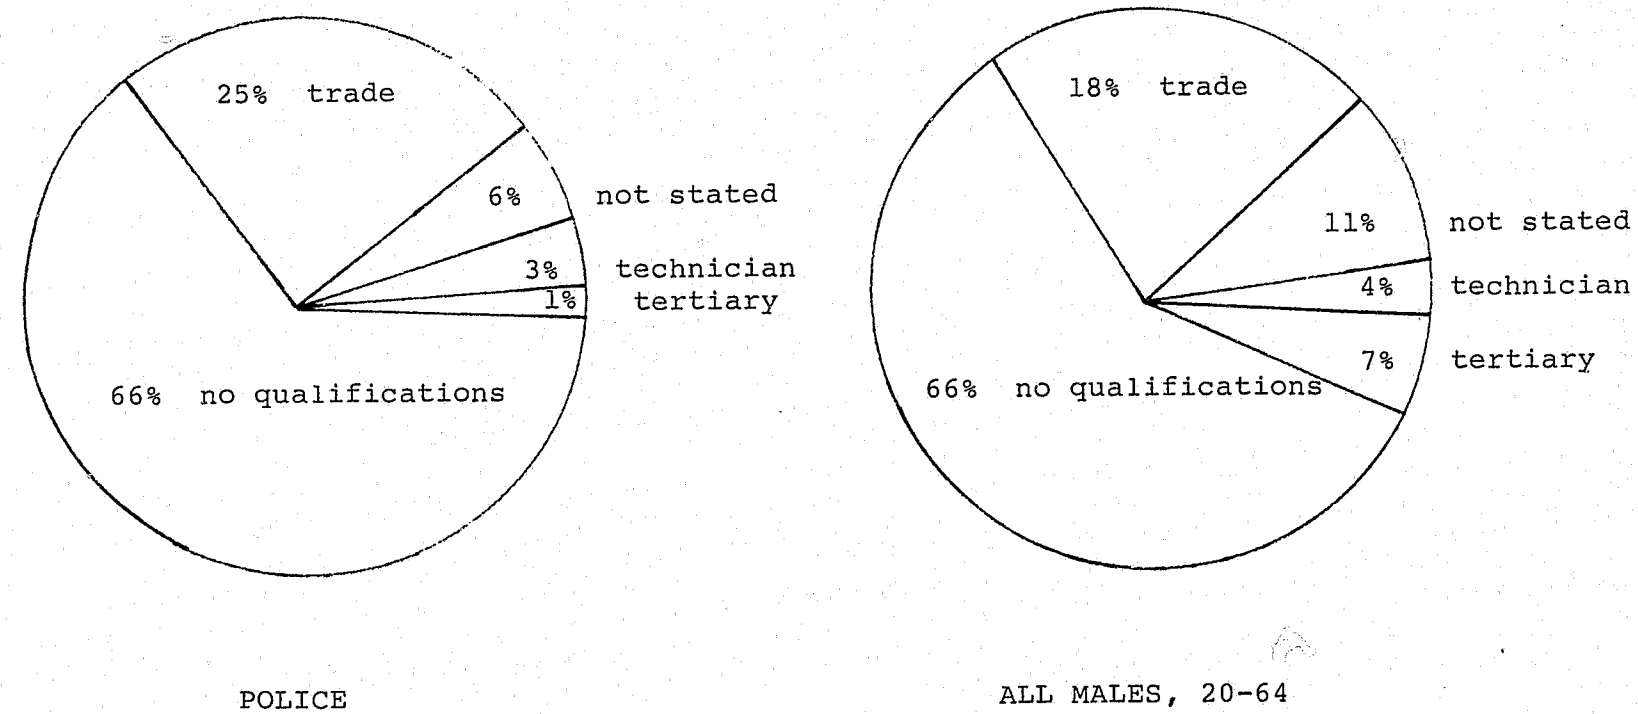 25% trade
6% not stated
3% technician
1% tertiary
66% no qualifications
POLICE
18% trade
11% not stated
4% technician
7% tertiary
66% no qualifications
ALL MALES, 20-64